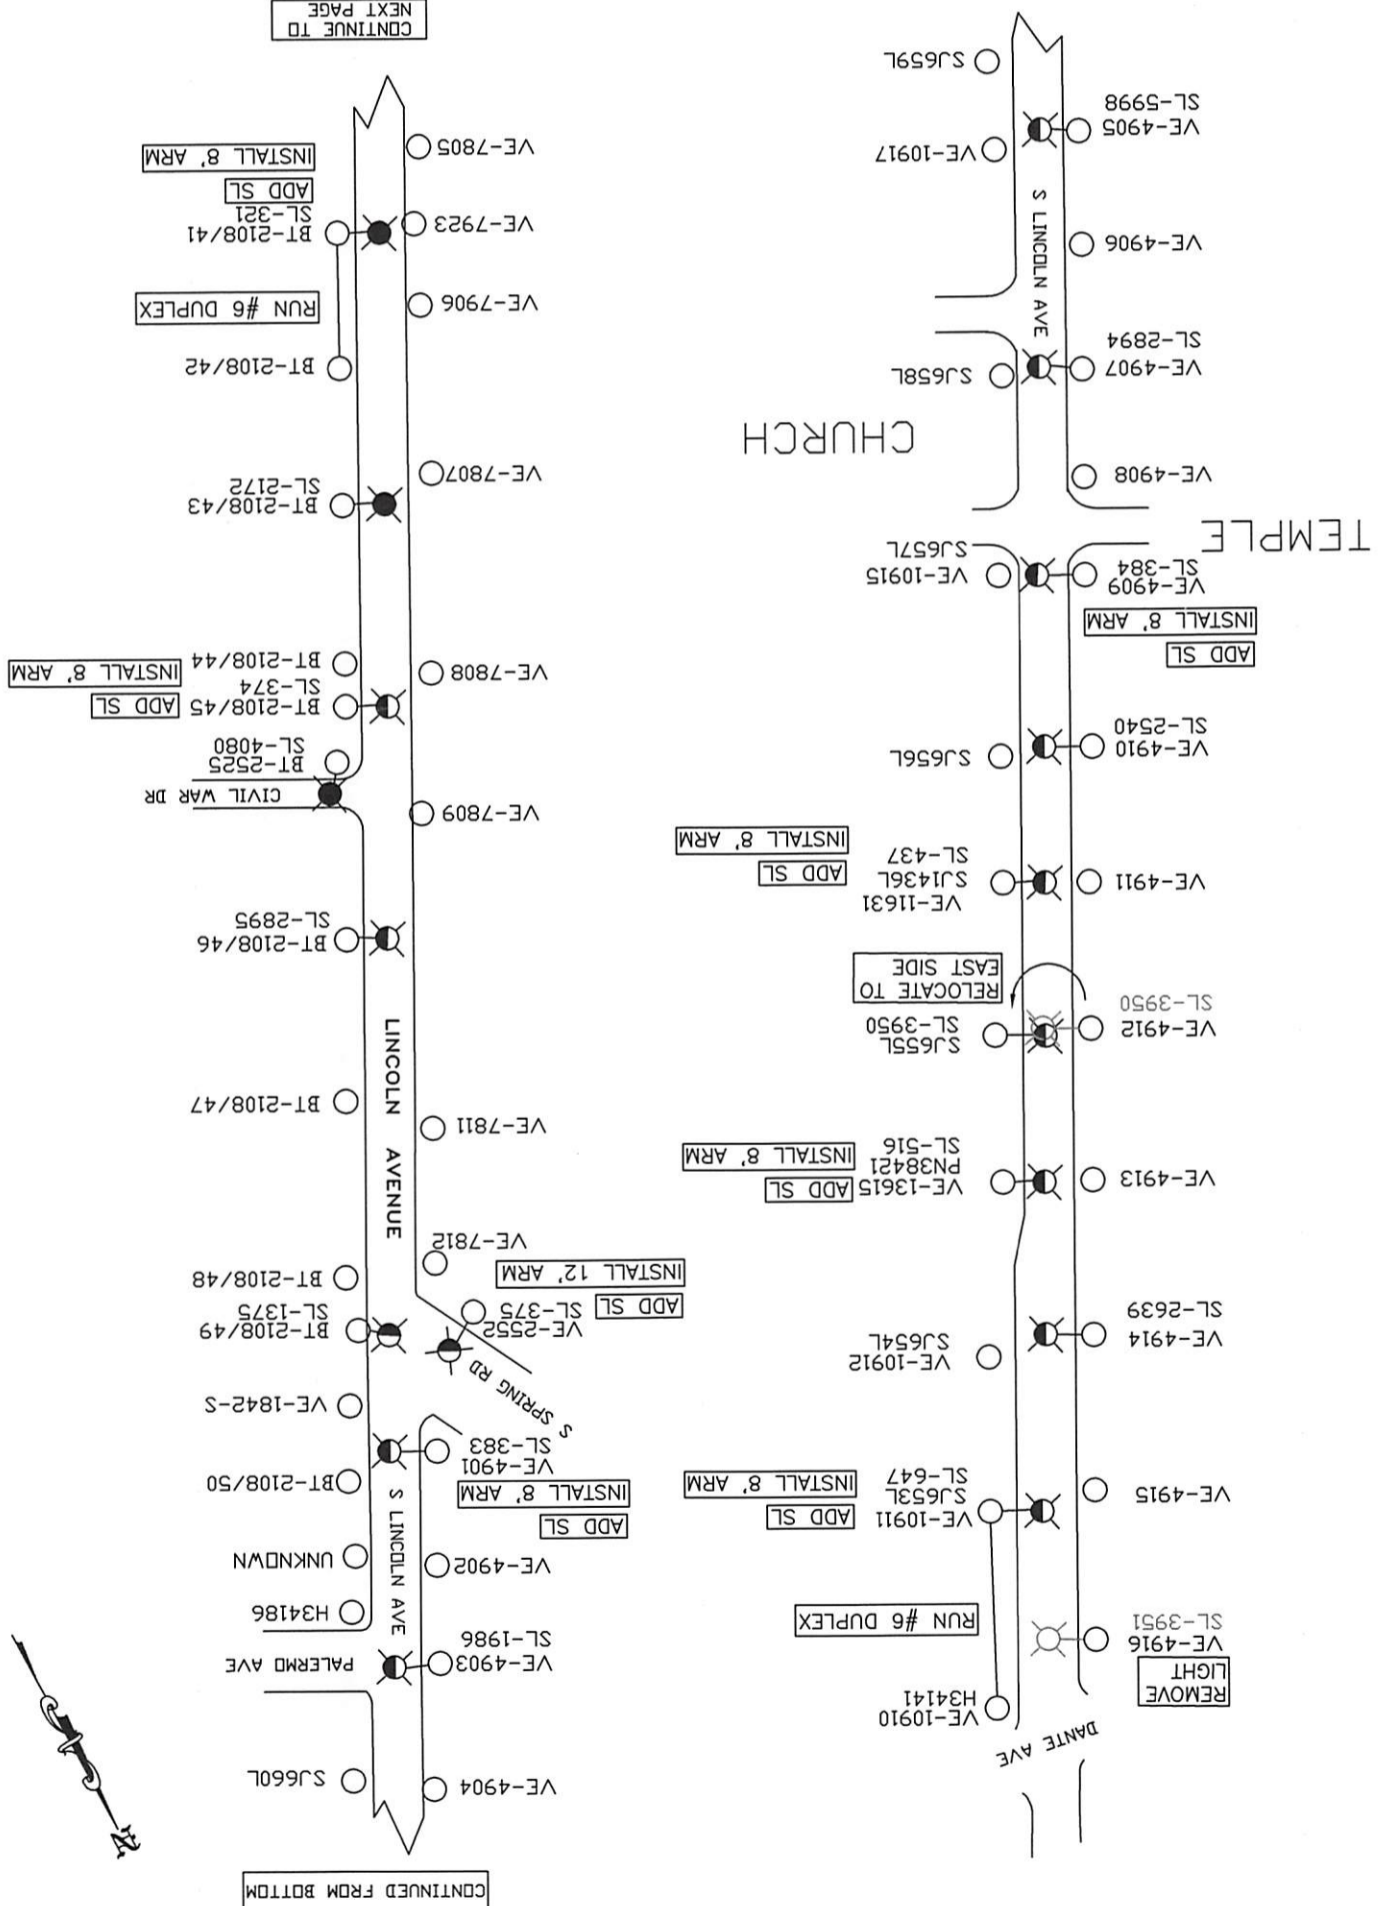 DANTE AVE
VE-10910
H34141
REMOVE
LIGHT
VE-4916
SL-3951
RUN #6 DUPLEX
VE-4915
VE-10911
SJ653L
SL-647
ADD SL
INSTALL 8' ARM
VE-10912
SJ654L
VE-4914
SL-2639
VE-4913
VE-13615
PN38421
SL-516
ADD SL
INSTALL 8' ARM
VE-4912
SL-3950
SJ655L
SL-3950
RELOCATE TO
EAST SIDE
VE-4911
VE-11631
SJ1436L
SL-437
ADD SL
INSTALL 8' ARM
VE-4910
SL-2540
SJ656L
ADD SL
INSTALL 8' ARM
VE-4909
SL-384
VE-10915
SJ657L
TEMPLE
CHURCH
VE-4908
VE-4907
SL-2894
SJ658L
S LINCOLN AVE
VE-4906
VE-10917
VE-4905
SL-5998
SJ659L
CONTINUED FROM BOTTOM
VE-4904
SJ660L
N
VE-4903
SL-1986
PALERMO AVE
H34186
UNKNOWN
VE-4902
S LINCOLN AVE
ADD SL
INSTALL 8' ARM
VE-4901
SL-383
BT-2108/50
VE-1842-S
S SPRING RD
VE-2552
SL-375
ADD SL
INSTALL 12' ARM
BT-2108/49
SL-1375
BT-2108/48
VE-7812
VE-7811
BT-2108/47
LINCOLN AVENUE
BT-2108/46
SL-2895
VE-7809
CIVIL WAR DR
BT-2525
SL-4080
BT-2108/45
SL-374
ADD SL
INSTALL 8' ARM
BT-2108/44
VE-7808
BT-2108/43
SL-2172
VE-7807
BT-2108/42
RUN #6 DUPLEX
VE-7906
BT-2108/41
SL-321
ADD SL
INSTALL 8' ARM
VE-7923
VE-7805
CONTINUE TO
NEXT PAGE